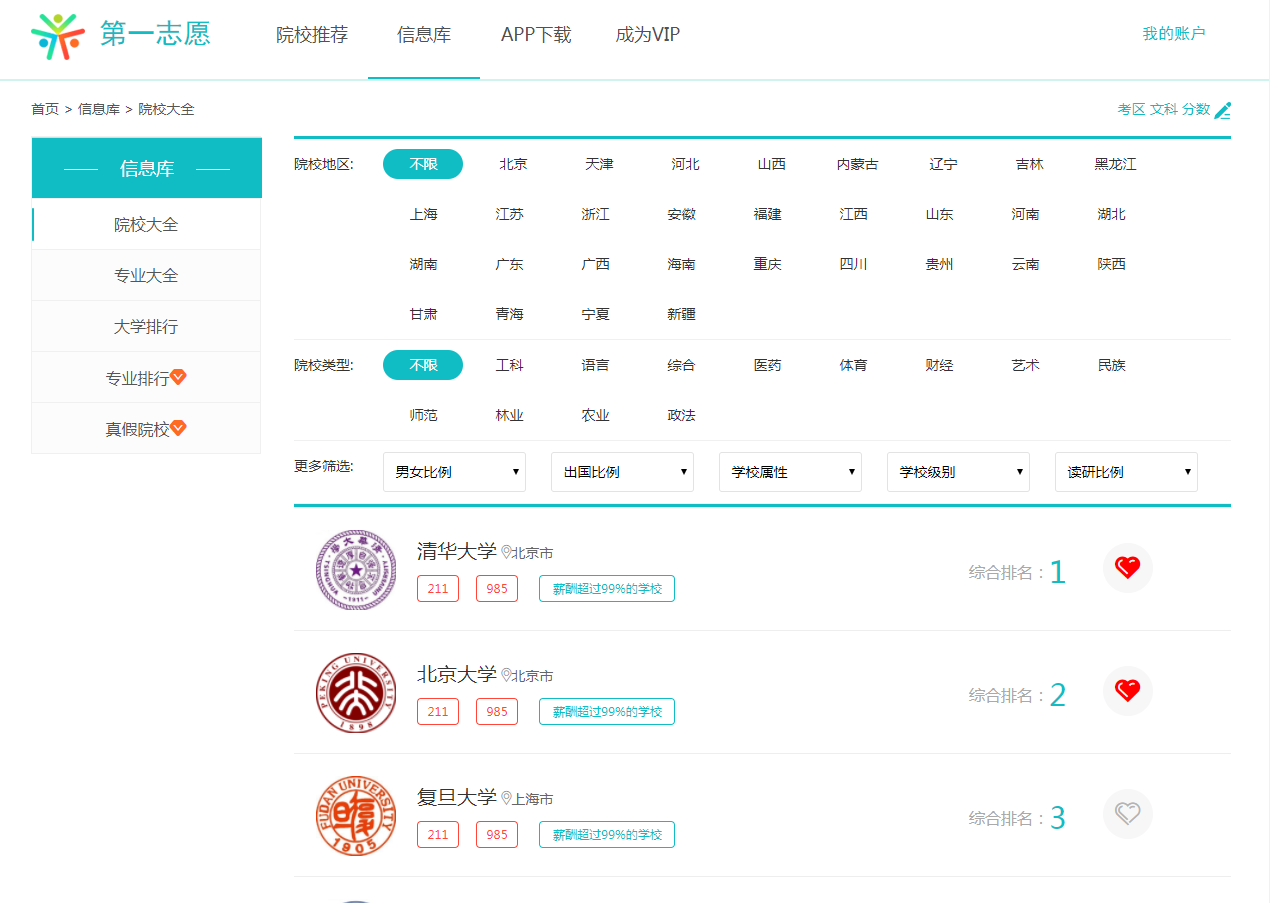 第一志愿 院校推荐 信息库 APP下载 成为VIP 我的账户
首页 > 信息库 > 院校大全 考区 文科 分数
信息库
院校大全
专业大全
大学排行
专业排行
真假院校
院校地区: 不限 北京 天津 河北 山西 内蒙古 辽宁 吉林 黑龙江
上海 江苏 浙江 安徽 福建 江西 山东 河南 湖北
湖南 广东 广西 海南 重庆 四川 贵州 云南 陕西
甘肃 青海 宁夏 新疆
院校类型: 不限 工科 语言 综合 医药 体育 财经 艺术 民族
师范 林业 农业 政法
更多筛选: 男女比例 出国比例 学校属性 学校级别 读研比例
清华大学 北京市
211 985 薪酬超过99%的学校
综合排名：1
PEKING UNIVERSITY
1898
北京大学 北京市
211 985 薪酬超过99%的学校
综合排名：2
FUDAN UNIVERSITY
1905
复旦大学 上海市
211 985 薪酬超过99%的学校
综合排名：3